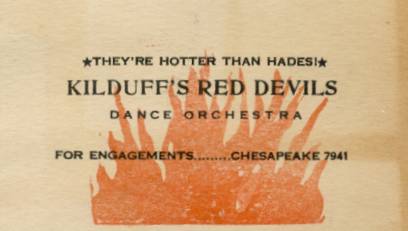 ★THEY'RE HOTTER THAN HADES!★
KILDUFF'S RED DEVILS
DANCE ORCHESTRA
FOR ENGAGEMENTS.........CHESAPEAKE 7941